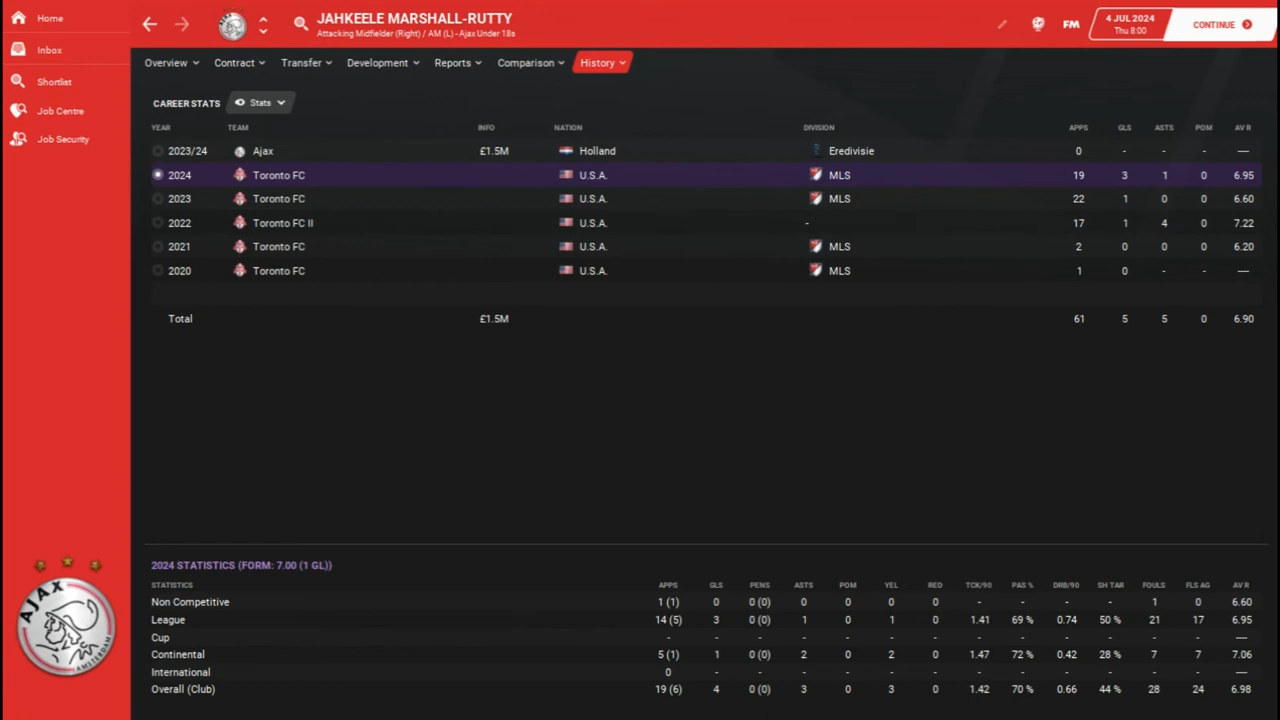 Home
Inbox
Shortlist
Job Centre
Job Security
JAHKEELE MARSHALL-RUTTY
Attacking Midfielder (Right) / AM (L) - Ajax Under 18s
FM
4 JUL 2024
Thu 8:00
CONTINUE
Overview Contract Transfer Development Reports Comparison History
CAREER STATS Stats
YEAR TEAM INFO NATION DIVISION APPS GLS ASTS POM AV R
2023/24 Ajax £1.5M Holland Eredivisie 0 - - - —
2024 Toronto FC U.S.A. MLS 19 3 1 0 6.95
2023 Toronto FC U.S.A. MLS 22 1 0 0 6.60
2022 Toronto FC II U.S.A. - 17 1 4 0 7.22
2021 Toronto FC U.S.A. MLS 2 0 0 0 6.20
2020 Toronto FC U.S.A. MLS 1 0 - - —
Total £1.5M 61 5 5 0 6.90
2024 STATISTICS (FORM: 7.00 (1 GL))
STATISTICS APPS GLS PENS ASTS POM YEL RED TCK/90 PAS % DRB/90 SH TAR FOULS FLS AG AV R
Non Competitive 1 (1) 0 0 (0) 0 0 0 0 - - - - 1 0 6.60
League 14 (5) 3 0 (0) 1 0 1 0 1.41 69 % 0.74 50 % 21 17 6.95
Cup - - - - - - - - - - - - - —
Continental 5 (1) 1 0 (0) 2 0 2 0 1.47 72 % 0.42 28 % 7 7 7.06
International 0 - - - - - - - - - - - - —
Overall (Club) 19 (6) 4 0 (0) 3 0 3 0 1.42 70 % 0.66 44 % 28 24 6.98
AJAX
AMSTERDAM